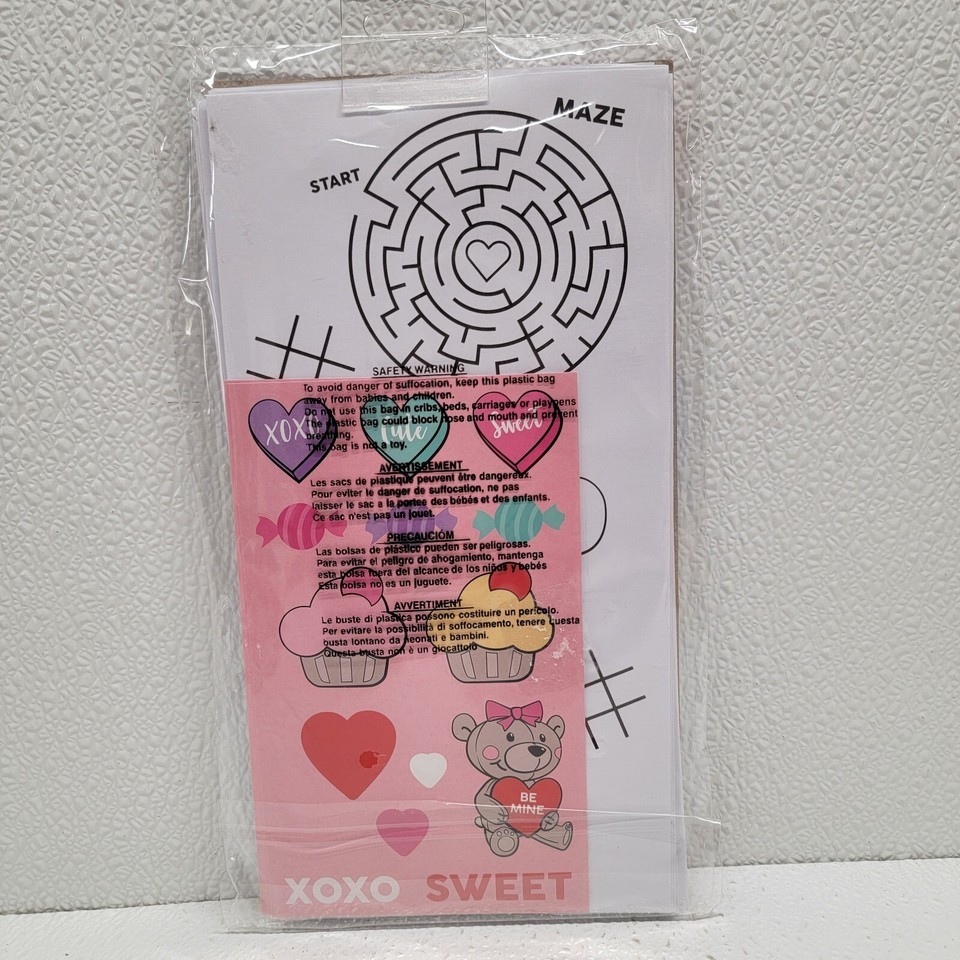 MAZE
START
SAFETY WARNING
To avoid danger of suffocation, keep this plastic bag
away from babies and children.
Do not use this bag in cribs, beds, carriages or playpens
The plastic bag could block nose and mouth and prevent
breathing.
This bag is not a toy.
XOXO
Cute
sweet
AVERTISSEMENT
Les sacs de plastique peuvent être dangereux.
Pour eviter le danger de suffocation, ne pas
laisser le sac a la portee des bébés et des enfants.
Ce sac n'est pas un jouet.
PRECAUCIÓM
Las bolsas de plástico pueden ser peligrosas.
Para evitar el peligro de ahogamiento, mantenga
esta bolsa fuera del alcance de los niños y bebés
Esta bolsa no es un juguete.
AVVERTIMENT
Le buste di plastica possono costituire un pericolo.
Per evitare la possibilità di soffocamento, tenere questa
busta lontano da neonati e bambini.
Questa busta non è un giocattolo
BE
MINE
XOXO SWEET